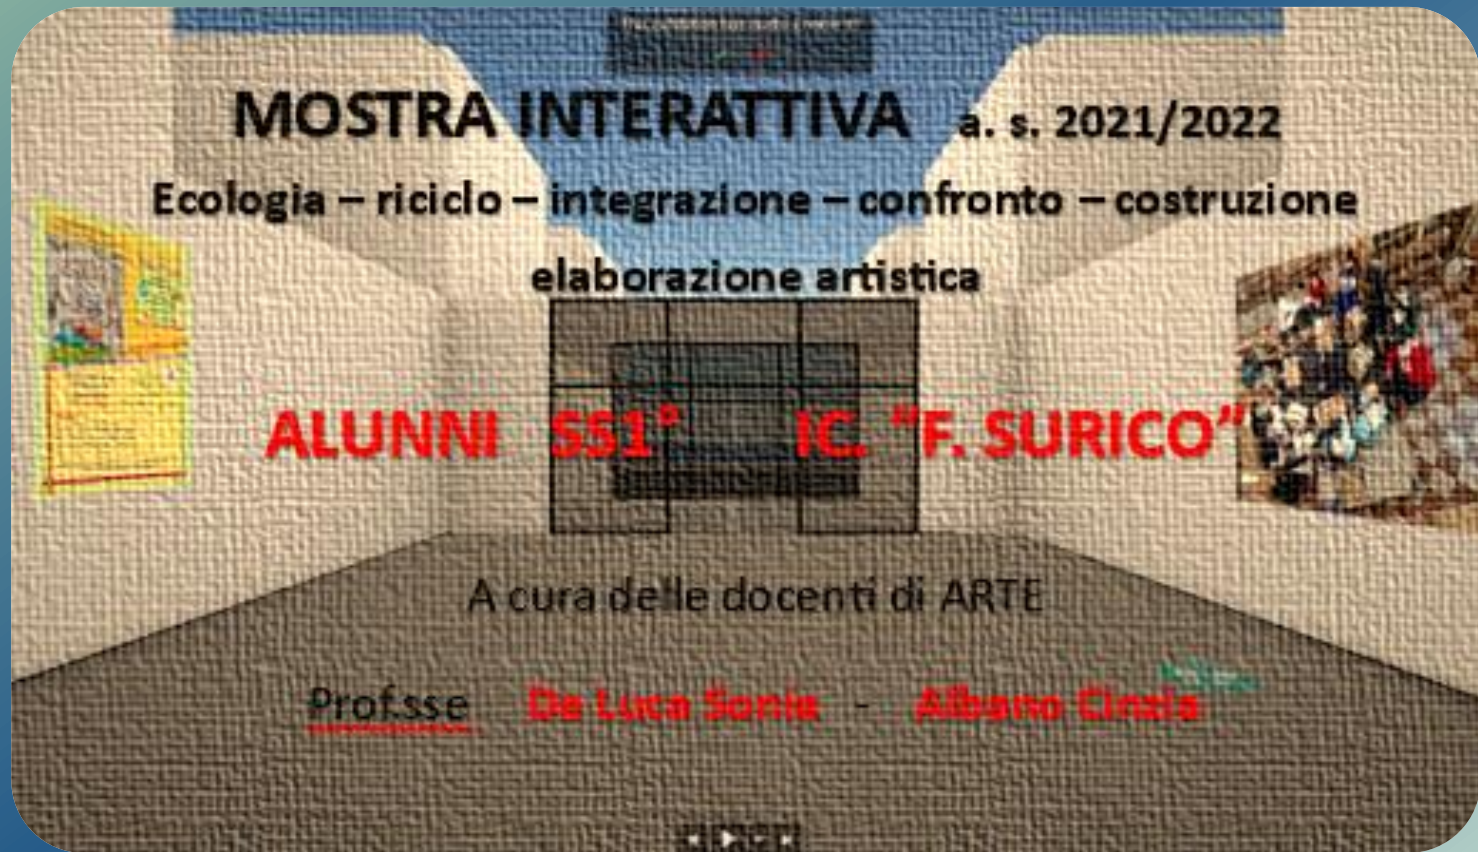 MOSTRA INTERATTIVA a. s. 2021/2022
Ecologia – riciclo – integrazione – confronto – costruzione
elaborazione artistica
ALUNNI SS1° IC. "F. SURICO"
A cura delle docenti di ARTE
Prof.sse De Luca Sonia - Albano Cinzia